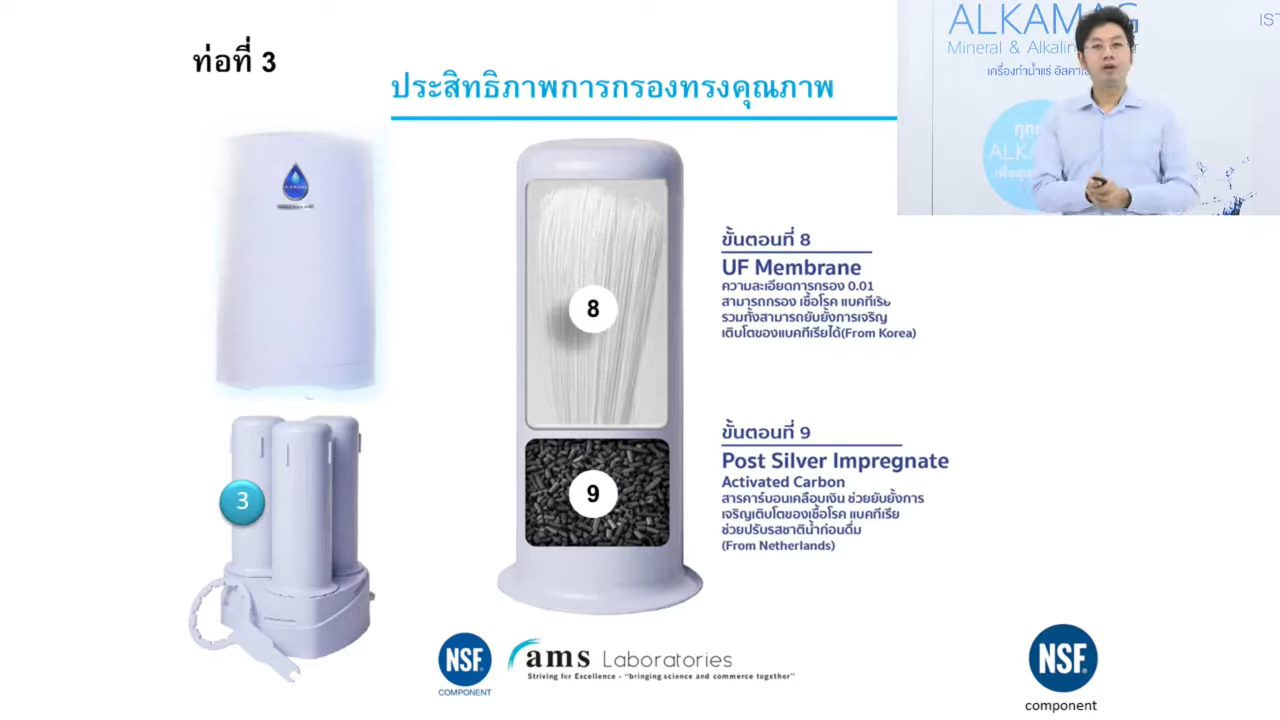 ท่อที่ 3
ประสิทธิภาพการกรองทรงคุณภาพ
ALKAMAG
Mineral & Alkaline
เครื่องทำน้ำแร่ อัลคาไล
เรา
ALKA
ขั้นตอนที่ 8
UF Membrane
ความละเอียดการกรอง 0.01
สามารถกรอง เชื้อโรค แบคทีเรีย
รวมทั้งสามารถยับยั้งการเจริญ
เติบโตของแบคทีเรียได้(From Korea)
8
ขั้นตอนที่ 9
Post Silver Impregnate
Activated Carbon
สารคาร์บอนเคลือบเงิน ช่วยยับยั้งการ
เจริญเติบโตของเชื้อโรค แบคทีเรีย
ช่วยปรับรสชาติน้ำก่อนดื่ม
(From Netherlands)
9
3
NSF
COMPONENT
ams Laboratories
Striving for Excellence - "bringing science and commerce together"
NSF
component